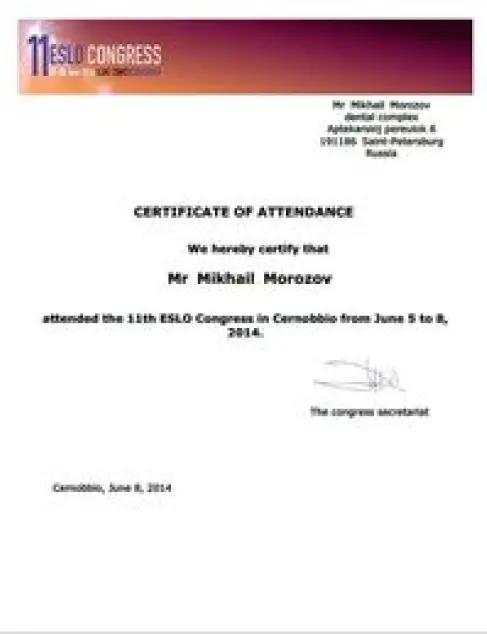 11 ESLO CONGRESS
Mr Mikhail Morozov
dental complex
Aptekarskij pereulok 6
191186 Saint-Petersburg
Russia
CERTIFICATE OF ATTENDANCE
We hereby certify that
Mr Mikhail Morozov
attended the 11th ESLO Congress in Cernobbio from June 5 to 8,
2014.
The congress secretariat
Cernobbio, June 8, 2014